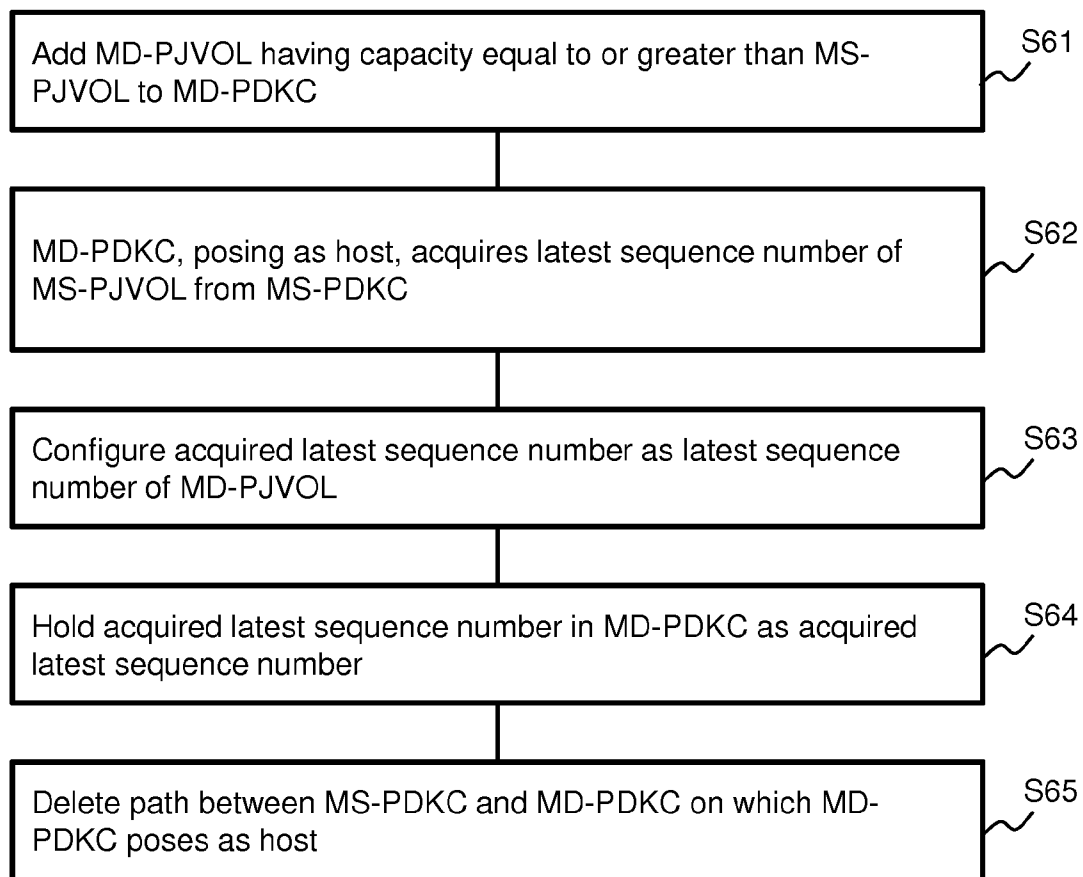 Add MD-PJVOL having capacity equal to or greater than MS-
PJVOL to MD-PDKC
S61
MD-PDKC, posing as host, acquires latest sequence number of
MS-PJVOL from MS-PDKC
S62
Configure acquired latest sequence number as latest sequence
number of MD-PJVOL
S63
Hold acquired latest sequence number in MD-PDKC as acquired
latest sequence number
S64
Delete path between MS-PDKC and MD-PDKC on which MD-
PDKC poses as host
S65